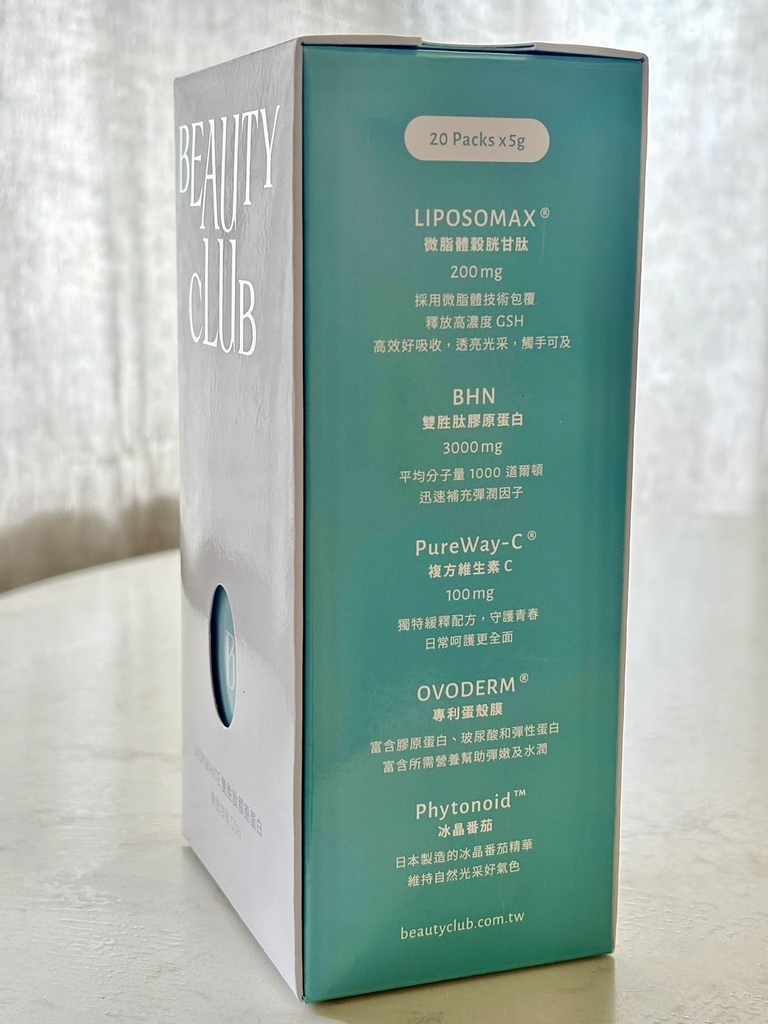 BEAUTY
CLUB
雙胜肽膠原蛋白
20 Packs x5g
LIPOSOMAX®
微脂體穀胱甘肽
200mg
採用微脂體技術包覆
釋放高濃度 GSH
高效好吸收，透亮光采，觸手可及
BHN
雙胜肽膠原蛋白
3000mg
平均分子量 1000 道爾頓
迅速補充彈潤因子
PureWay-C®
複方維生素 C
100mg
獨特緩釋配方，守護青春
日常呵護更全面
OVODERM®
專利蛋殼膜
富含膠原蛋白、玻尿酸和彈性蛋白
富含所需營養幫助彈嫩及水潤
Phytonoid™
冰晶番茄
日本製造的冰晶番茄精華
維持自然光采好氣色
beautyclub.com.tw